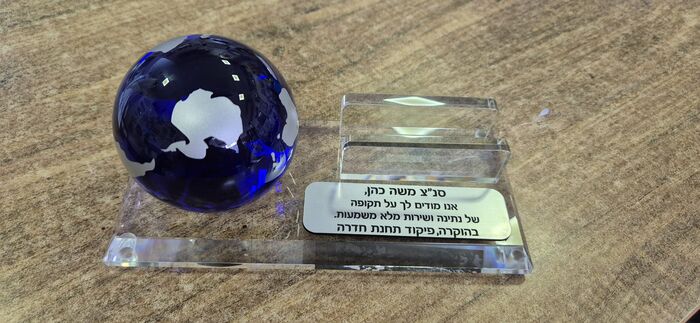 סנ"צ משה כהן,
אנו מודים לך על תקופה
של נתינה ושירות מלא משמעות.
בהוקרה,פיקוד תחנת חדרה